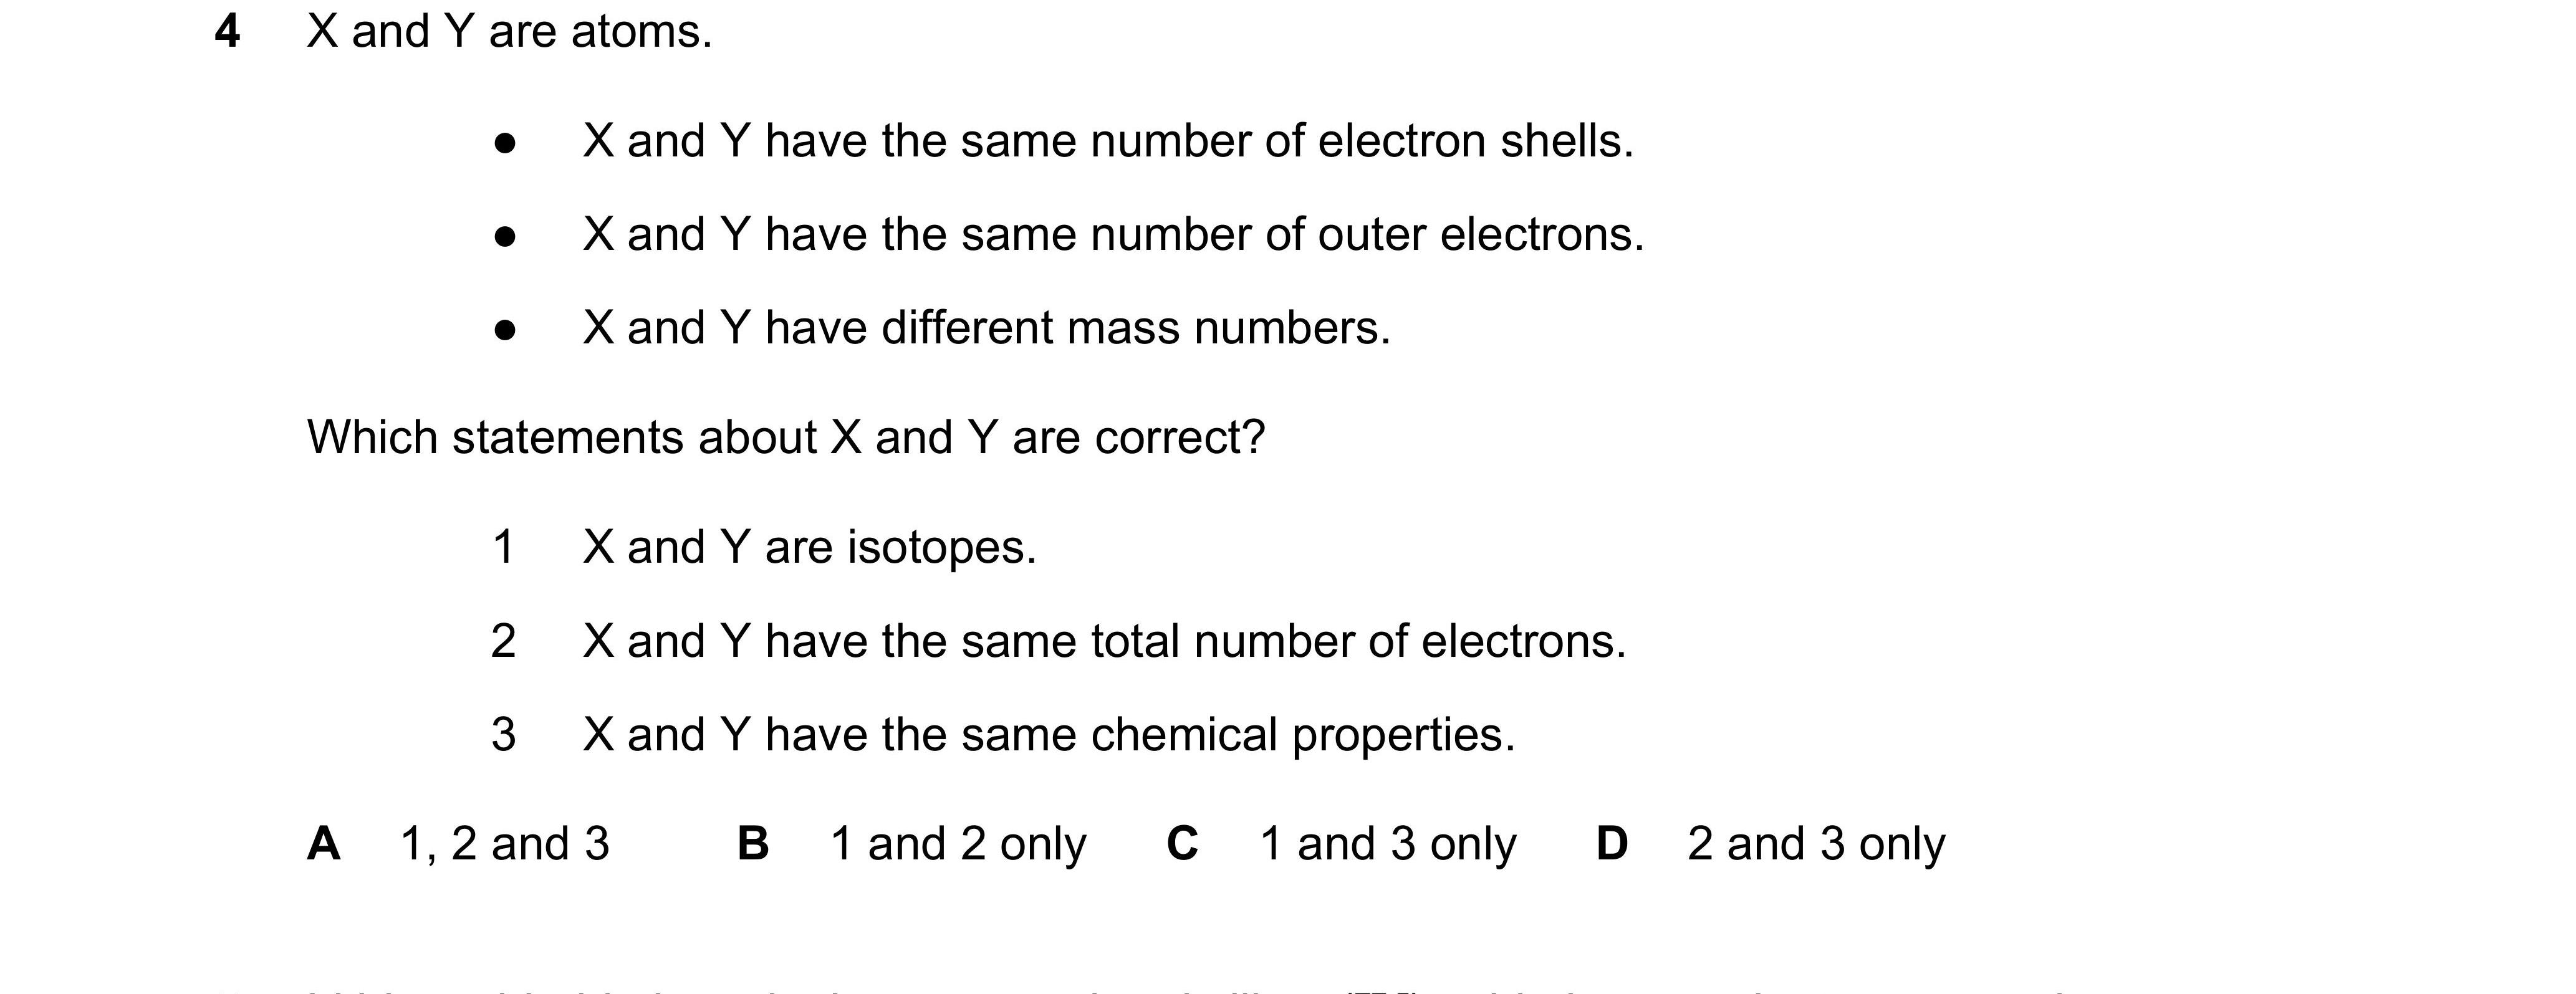 4 X and Y are atoms.
● X and Y have the same number of electron shells.
● X and Y have the same number of outer electrons.
● X and Y have different mass numbers.
Which statements about X and Y are correct?
1 X and Y are isotopes.
2 X and Y have the same total number of electrons.
3 X and Y have the same chemical properties.
A 1, 2 and 3 B 1 and 2 only C 1 and 3 only D 2 and 3 only